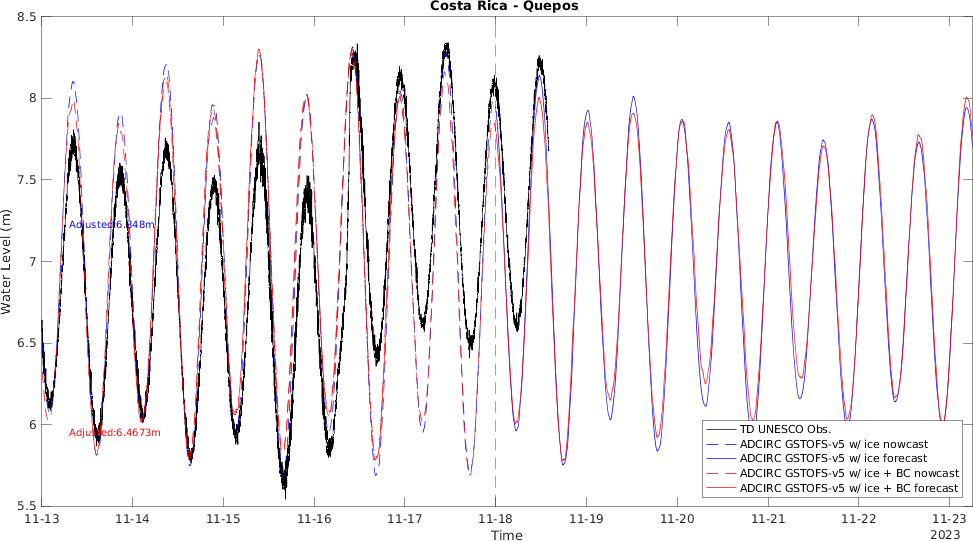 Costa Rica - Quepos
8.5
8
7.5
7
6.5
6
5.5
Water Level (m)
Adjusted:6.848m
Adjusted:6.4673m
TD UNESCO Obs.
ADCIRC GSTOFS-v5 w/ ice nowcast
ADCIRC GSTOFS-v5 w/ ice forecast
ADCIRC GSTOFS-v5 w/ ice + BC nowcast
ADCIRC GSTOFS-v5 w/ ice + BC forecast
11-13 11-14 11-15 11-16 11-17 11-18 11-19 11-20 11-21 11-22 11-23
Time 2023